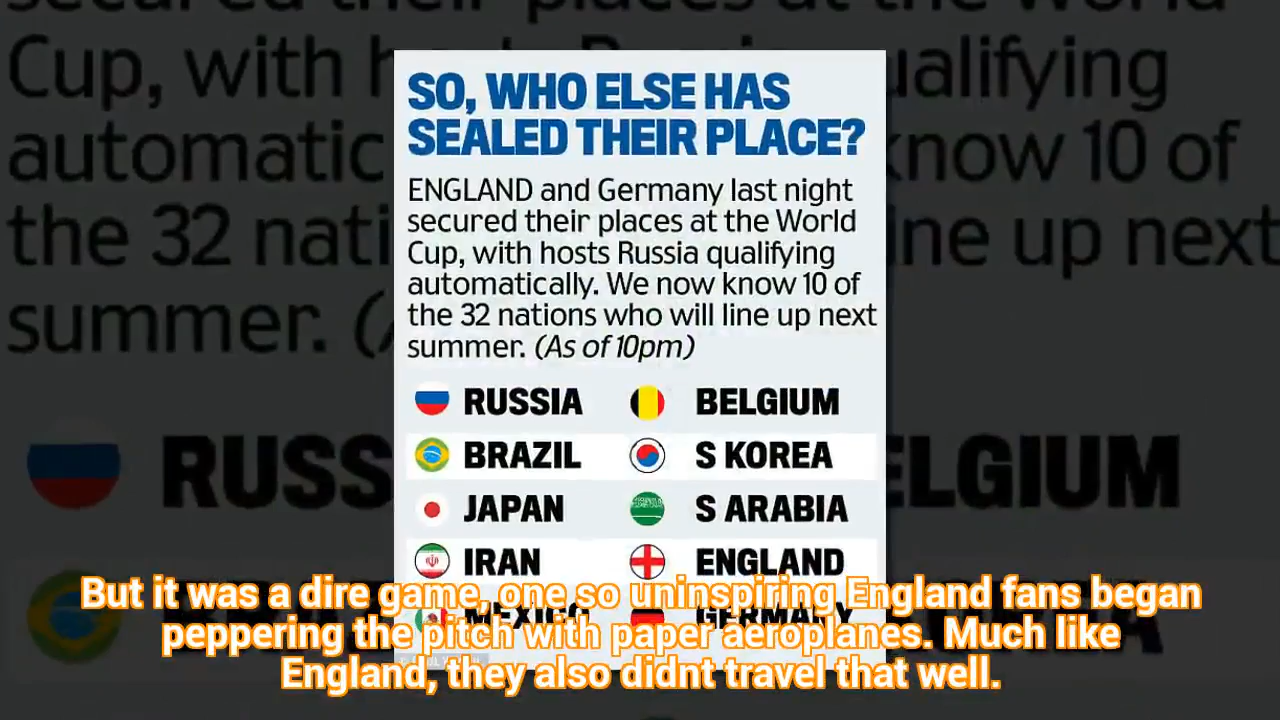 SO, WHO ELSE HAS
SEALED THEIR PLACE?
ENGLAND and Germany last night
secured their places at the World
Cup, with hosts Russia qualifying
automatically. We now know 10 of
the 32 nations who will line up next
summer. (As of 10pm)
RUSSIA BELGIUM
BRAZIL S KOREA
JAPAN S ARABIA
IRAN ENGLAND
MEXICO GERMANY
But it was a dire game, one so uninspiring England fans began
peppering the pitch with paper aeroplanes. Much like
England, they also didnt travel that well.